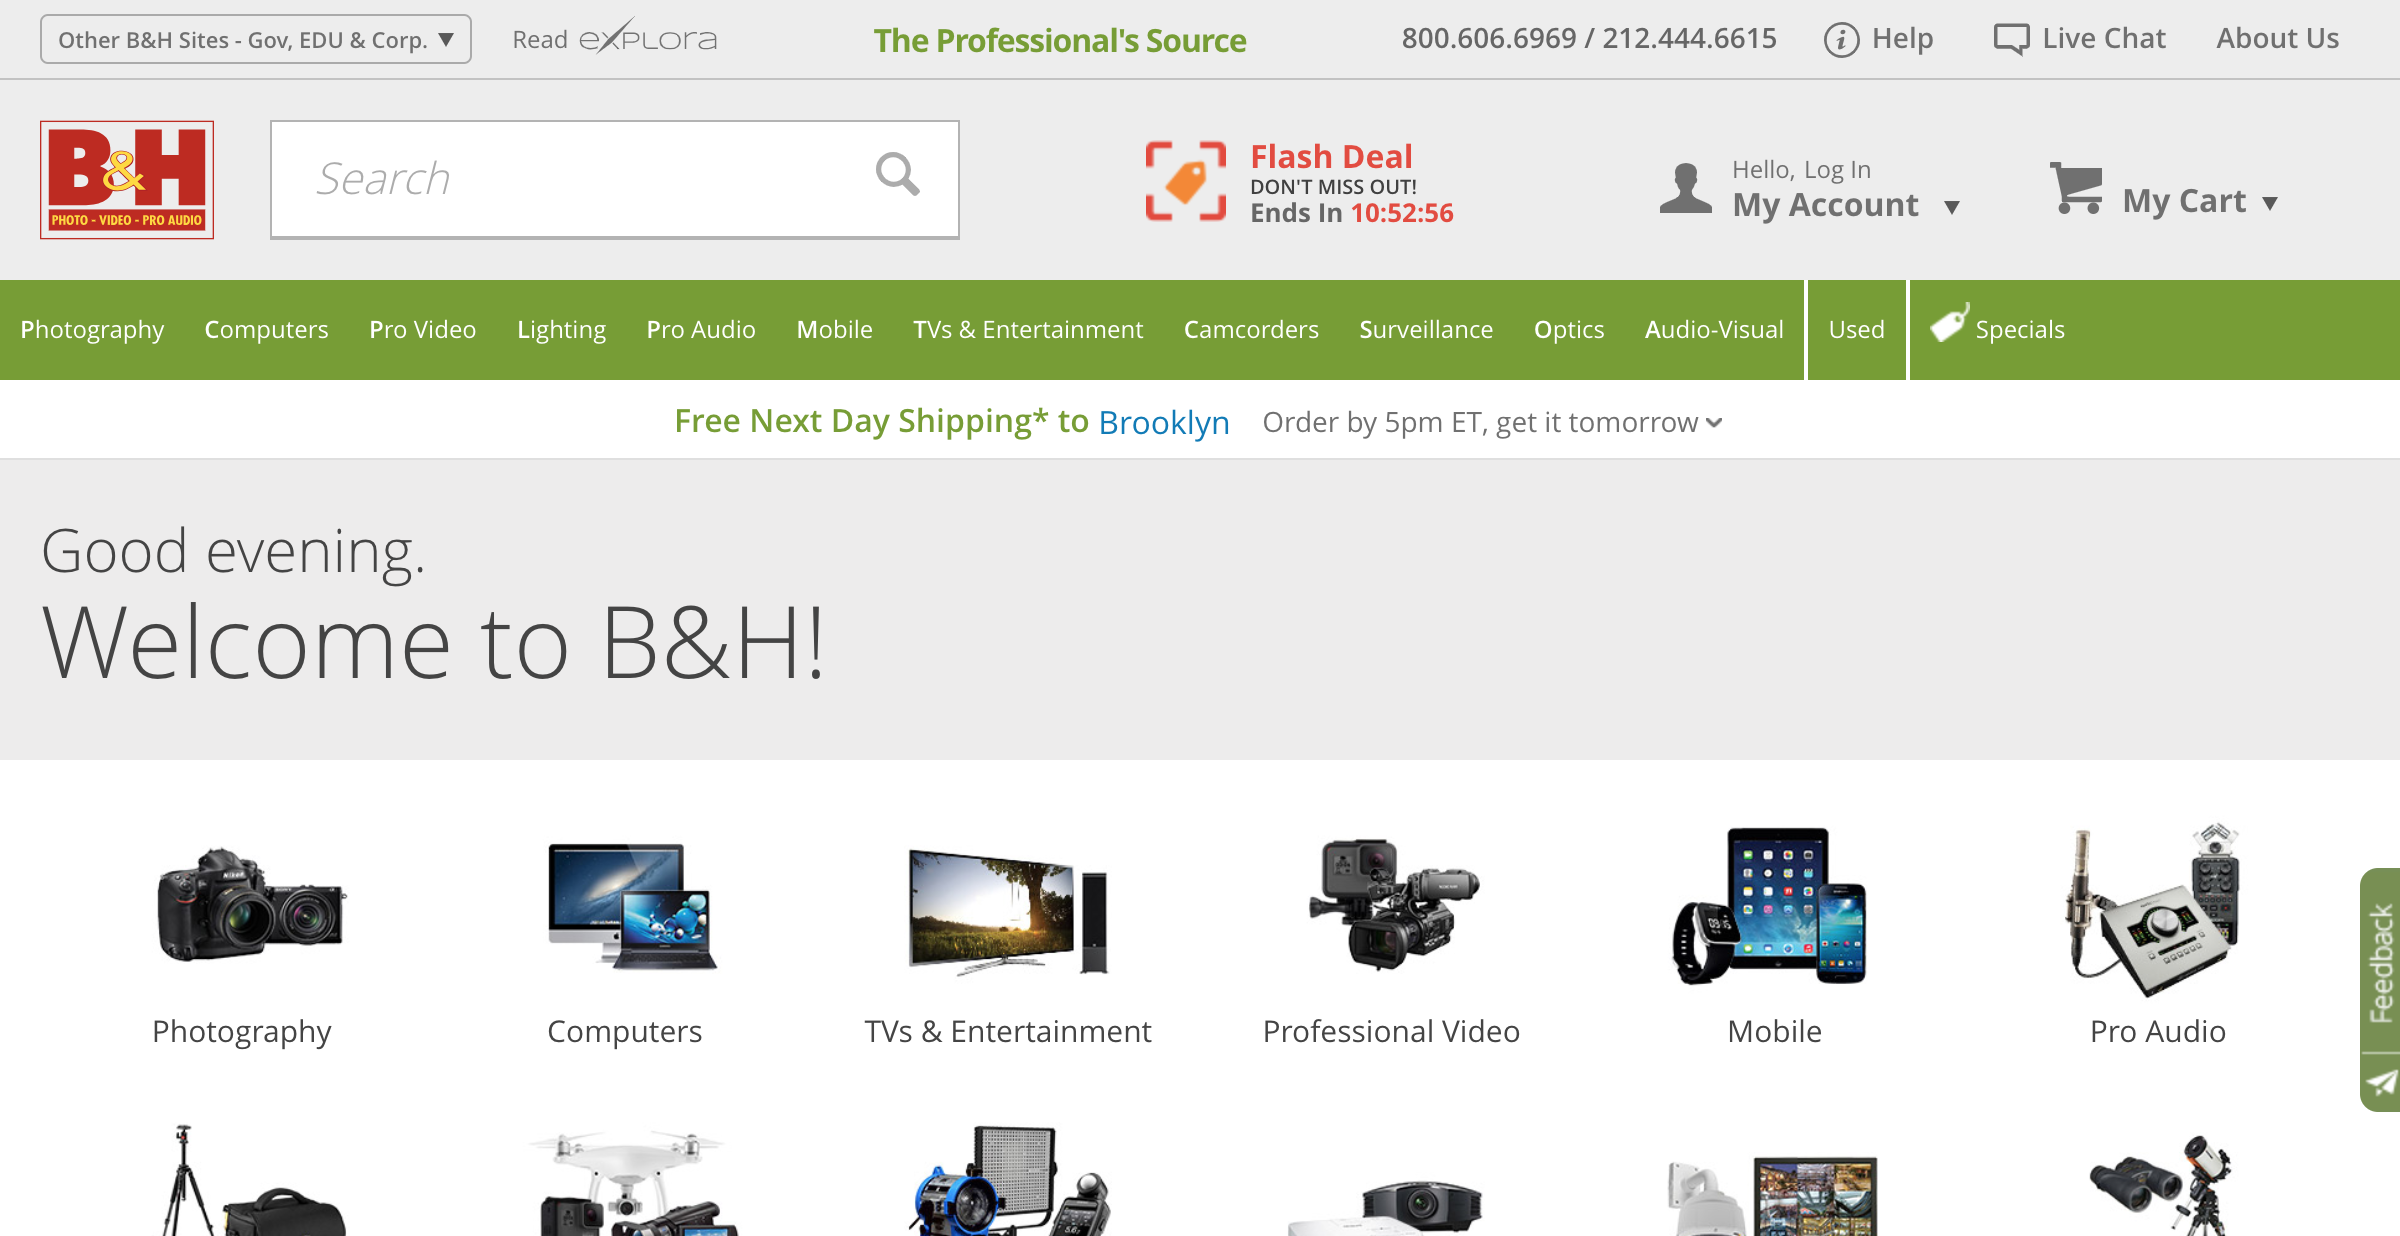 Other B&H Sites - Gov, EDU & Corp. ▼
Read eXPLORA
The Professional's Source
800.606.6969 / 212.444.6615
Help
Live Chat
About Us
B&H
PHOTO - VIDEO - PRO AUDIO
Search
Flash Deal
DON'T MISS OUT!
Ends In 10:52:56
Hello, Log In
My Account ▼
My Cart ▼
Photography
Computers
Pro Video
Lighting
Pro Audio
Mobile
TVs & Entertainment
Camcorders
Surveillance
Optics
Audio-Visual
Used
Specials
Free Next Day Shipping* to Brooklyn
Order by 5pm ET, get it tomorrow
Good evening.
Welcome to B&H!
Nikon
Photography
Computers
TVs & Entertainment
Professional Video
Mobile
Pro Audio
Feedback